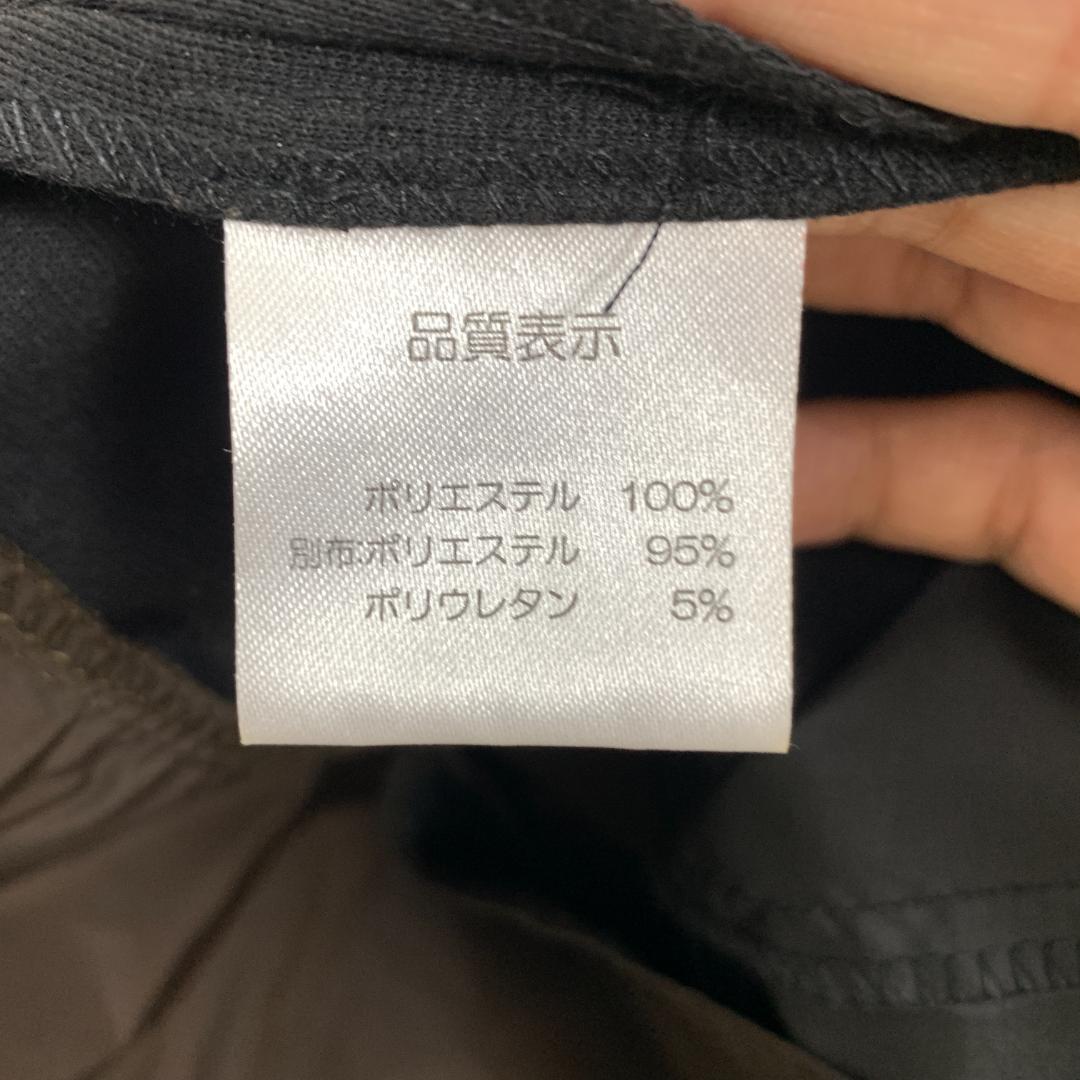 品質表示
ポリエステル 100%
別布:ポリエステル 95%
ポリウレタン 5%